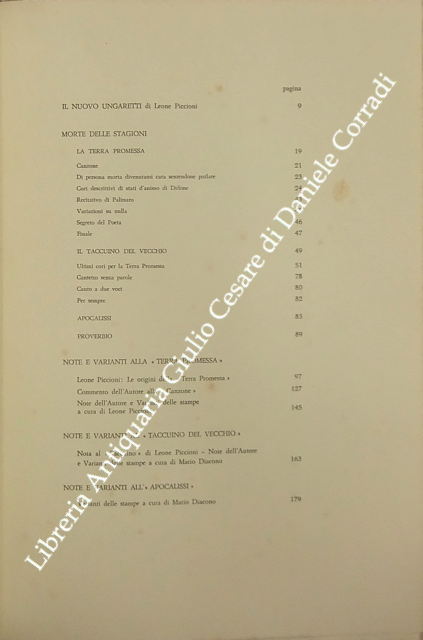 pagina
IL NUOVO UNGARETTI di Leone Piccioni 9
MORTE DELLE STAGIONI
LA TERRA PROMESSA 19
Canzone 21
Di persona morta divenutami cara sentendone parlare 23
Cori descrittivi di stati d'animo di Didone 24
Recitativo di Palinuro
Variazioni su nulla
Segreto del Poeta 46
Finale 47
IL TACCUINO DEL VECCHIO 49
Ultimi cori per la Terra Promessa 51
Cantetto senza parole 78
Canto a due voci 80
Per sempre 82
APOCALISSI 85
PROVERBIO 89
NOTE E VARIANTI ALLA « TERRA PROMESSA »
Leone Piccioni: Le origini della « Terra Promessa » 97
Commento dell'Autore alla « Canzone » 127
Note dell'Autore e Varianti delle stampe
a cura di Leone Piccioni 145
NOTE E VARIANTI AL « TACCUINO DEL VECCHIO »
Nota al « Taccuino » di Leone Piccioni - Note dell'Autore
e Varianti delle stampe a cura di Mario Diacono 163
NOTE E VARIANTI ALL'« APOCALISSI »
Varianti delle stampe a cura di Mario Diacono 179
Libreria Antiquaria Giulio Cesare di Daniele Corradi